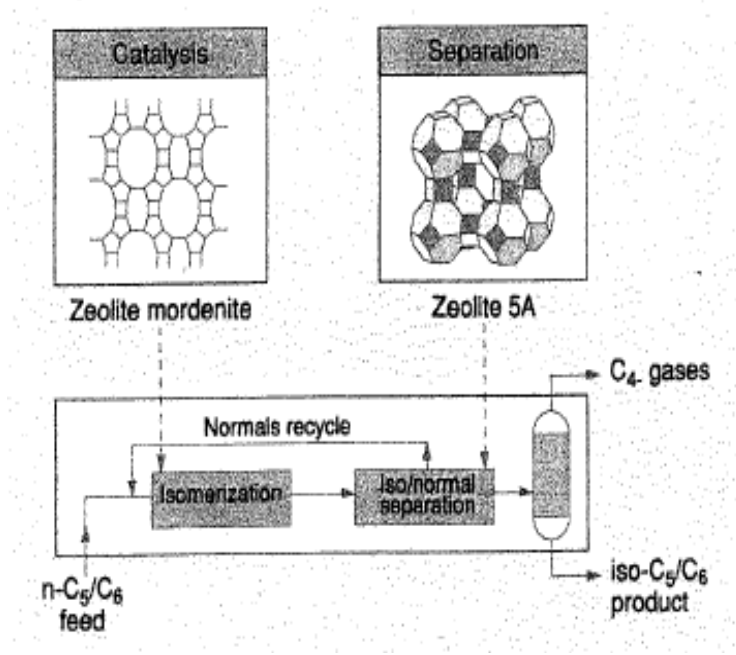 Catalysis
Separation
Zeolite mordenite
Zeolite 5A
C4- gases
Normals recycle
Isomerization
Iso/normal
separation
n-C5/C6
feed
iso-C5/C6
product